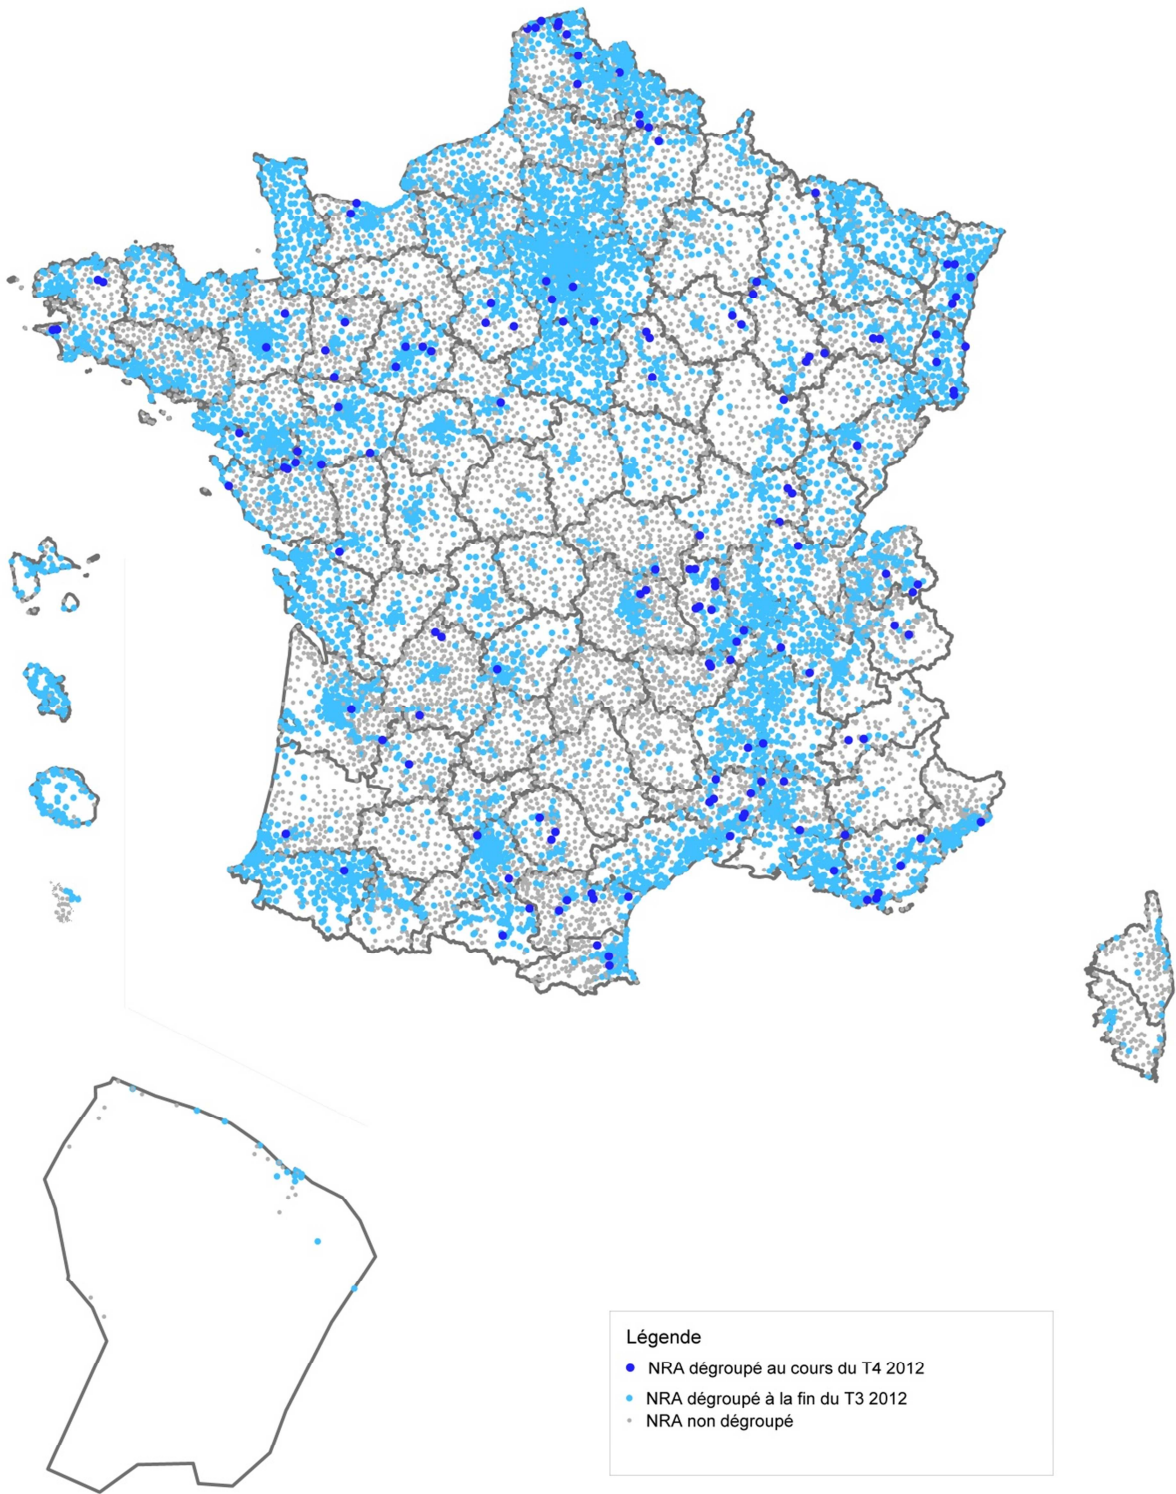 Légende
NRA dégroupé au cours du T4 2012
NRA dégroupé à la fin du T3 2012
NRA non dégroupé